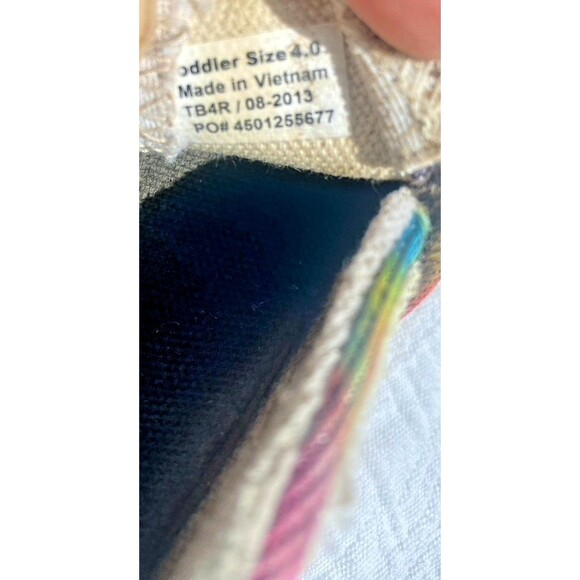 oddler Size 4.0
Made in Vietnam
TB4R / 08-2013
PO# 4501255677